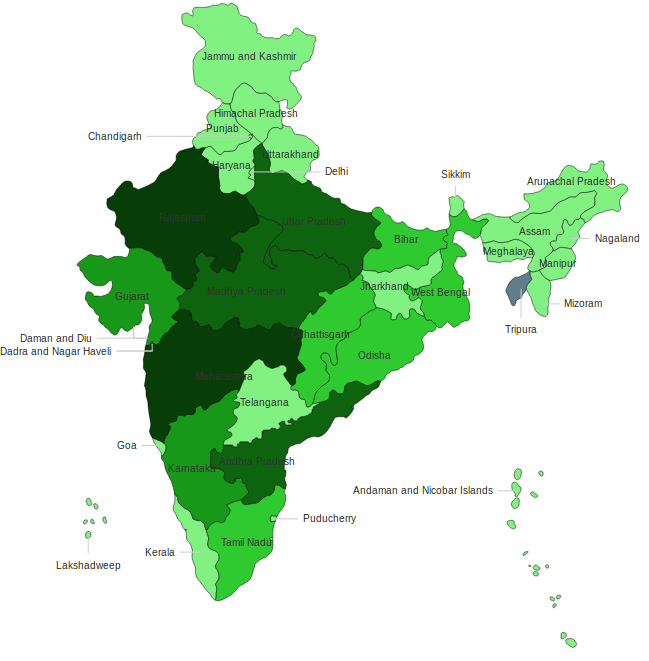 Jammu and Kashmir
Himachal Pradesh
Punjab
Chandigarh
Uttarakhand
Haryana
Delhi
Sikkim
Arunachal Pradesh
Rajasthan
Uttar Pradesh
Assam
Bihar
Nagaland
Meghalaya
Manipur
Jharkhand
Madhya Pradesh
West Bengal
Gujarat
Mizoram
Tripura
Chhattisgarh
Daman and Diu
Dadra and Nagar Haveli
Odisha
Maharashtra
Telangana
Goa
Andhra Pradesh
Karnataka
Andaman and Nicobar Islands
Puducherry
Tamil Nadu
Kerala
Lakshadweep